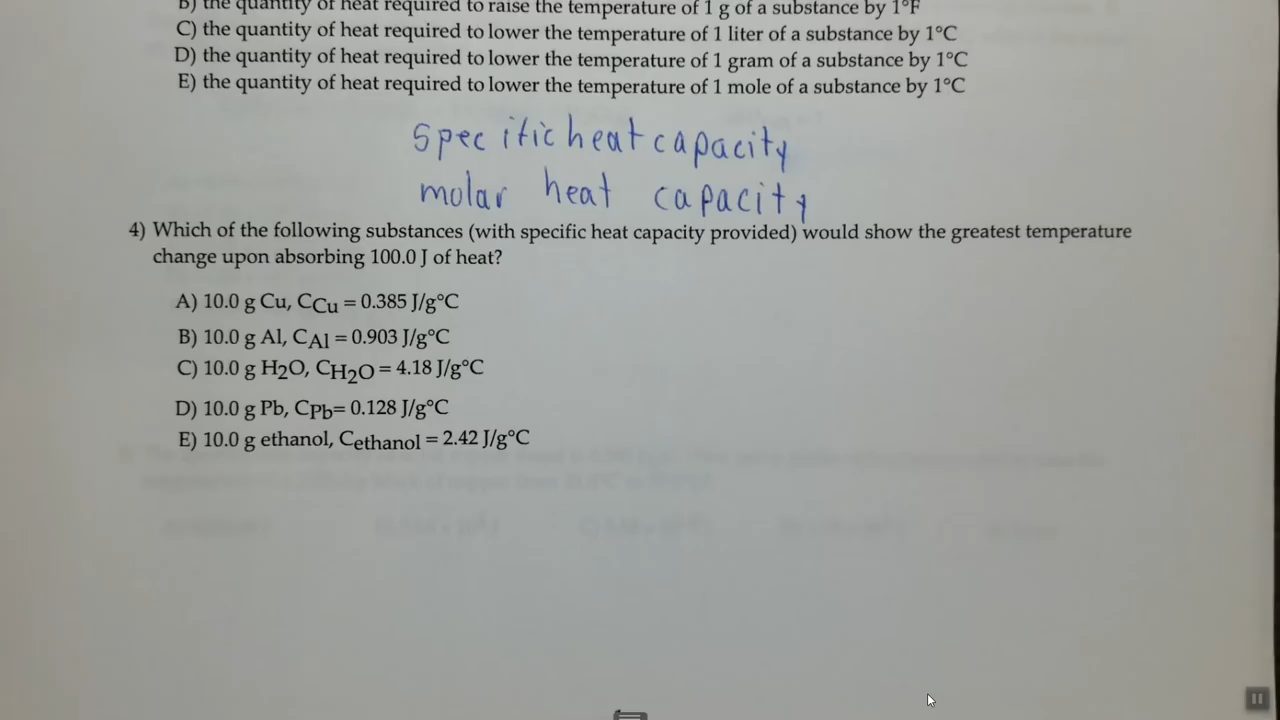 B) the quantity of heat required to raise the temperature of 1 g of a substance by 1°F
C) the quantity of heat required to lower the temperature of 1 liter of a substance by 1°C
D) the quantity of heat required to lower the temperature of 1 gram of a substance by 1°C
E) the quantity of heat required to lower the temperature of 1 mole of a substance by 1°C
specific heat capacity
molar heat capacity
4) Which of the following substances (with specific heat capacity provided) would show the greatest temperature
change upon absorbing 100.0 J of heat?
A) 10.0 g Cu, CCu = 0.385 J/g°C
B) 10.0 g Al, CAl = 0.903 J/g°C
C) 10.0 g H2O, CH2O = 4.18 J/g°C
D) 10.0 g Pb, CPb= 0.128 J/g°C
E) 10.0 g ethanol, Cethanol = 2.42 J/g°C